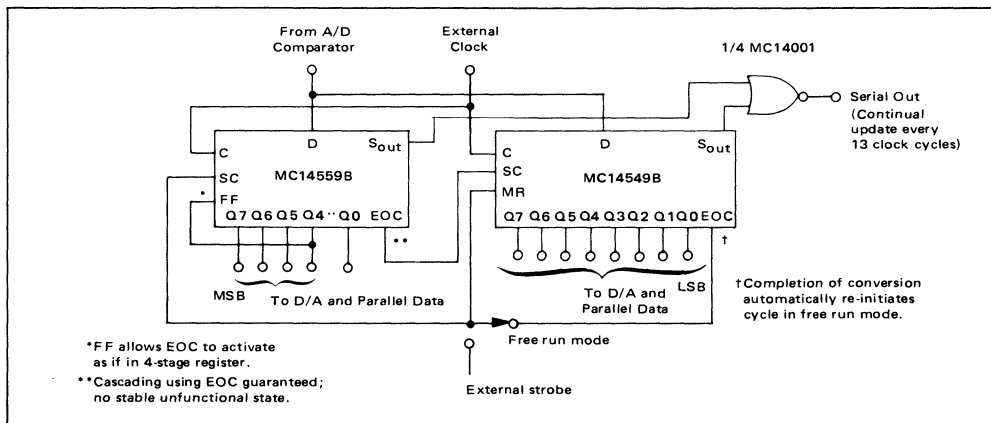 From A/D
Comparator
External
Clock
1/4 MC14001
Serial Out
(Continual
update every
13 clock cycles)
C
D
Sout
SC
MC14559B
* FF
Q7 Q6 Q5 Q4 ·· Q0 EOC
**
C
D
Sout
SC
MC14549B
MR
Q7 Q6 Q5 Q4 Q3 Q2 Q1 Q0 EOC
†
MSB
To D/A and Parallel Data
To D/A and
Parallel Data
LSB
†Completion of conversion
automatically re-initiates
cycle in free run mode.
Free run mode
External strobe
*FF allows EOC to activate
as if in 4-stage register.
**Cascading using EOC guaranteed;
no stable unfunctional state.